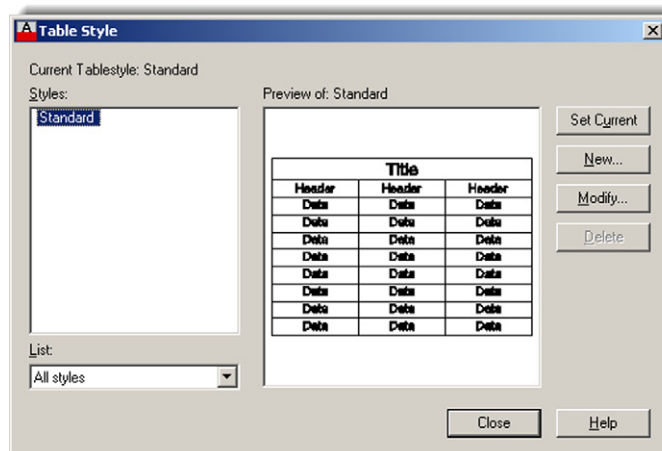 Table Style
Current Tablestyle: Standard
Styles:
Standard
Preview of: Standard
Title
Header Header Header
Data Data Data
Data Data Data
Data Data Data
Data Data Data
Data Data Data
Data Data Data
Data Data Data
Data Data Data
Set Current
New...
Modify...
Delete
List:
All styles
Close
Help